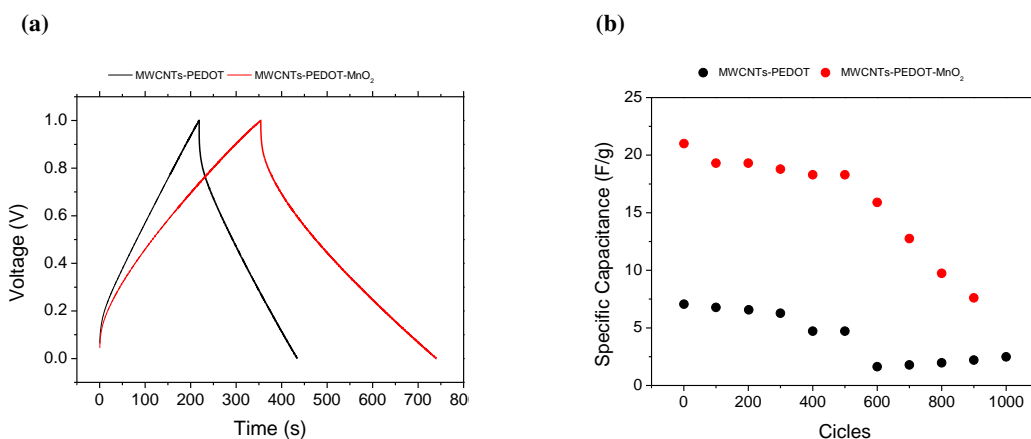 (a)
MWCNTs-PEDOT MWCNTs-PEDOT-MnO₂
1.0
0.8
0.6
0.4
0.2
0.0
Voltage (V)
0 100 200 300 400 500 600 700 80
Time (s)
(b)
MWCNTs-PEDOT MWCNTs-PEDOT-MnO₂
25
20
15
10
5
0
Specific Capacitance (F/g)
0 200 400 600 800 1000
Cicles